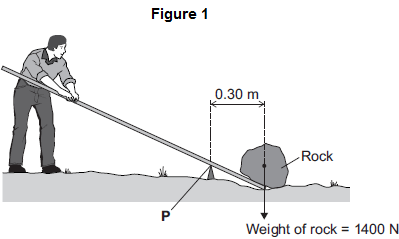 Figure 1
0.30 m
Rock
P
Weight of rock = 1400 N